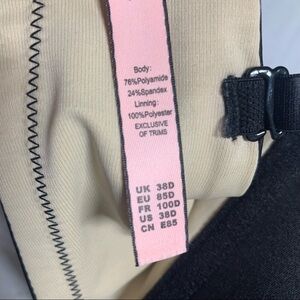 Body:
76%Polyamide
24%Spandex
Linning:
100%Polyester
EXCLUSIVE
OF TRIMS
UK 38D
EU 85D
FR 100D
US 38D
CN E85